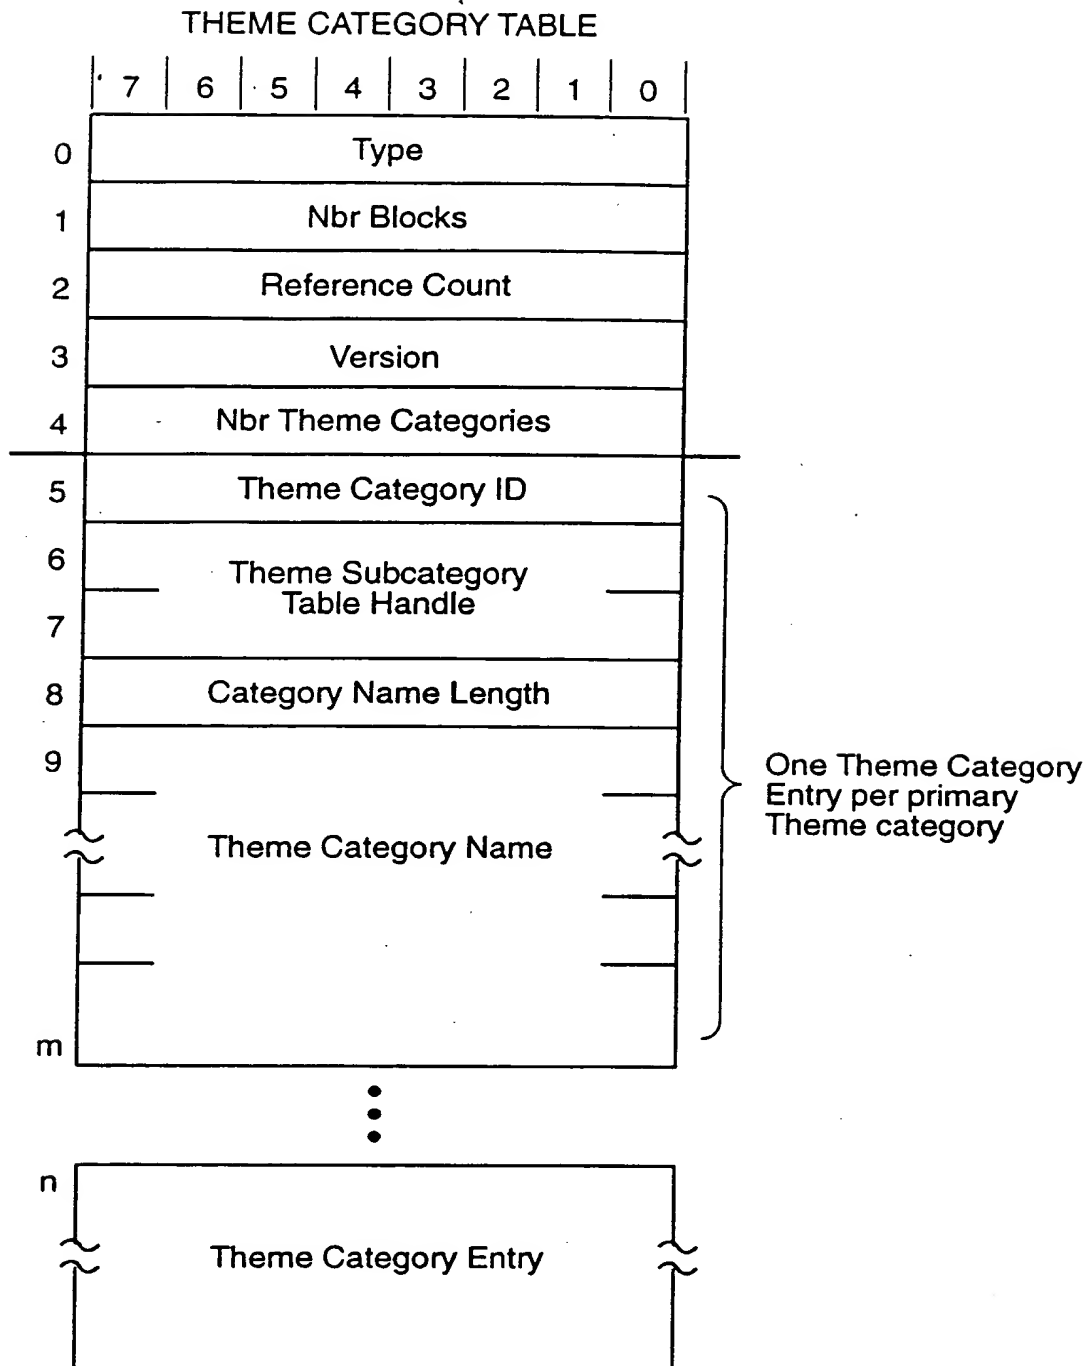 THEME CATEGORY TABLE
7 6 5 4 3 2 1 0
0 Type
1 Nbr Blocks
2 Reference Count
3 Version
4 Nbr Theme Categories
5 Theme Category ID
6
Theme Subcategory
Table Handle
7
8 Category Name Length
9
One Theme Category
Entry per primary
Theme category
Theme Category Name
m
n
Theme Category Entry